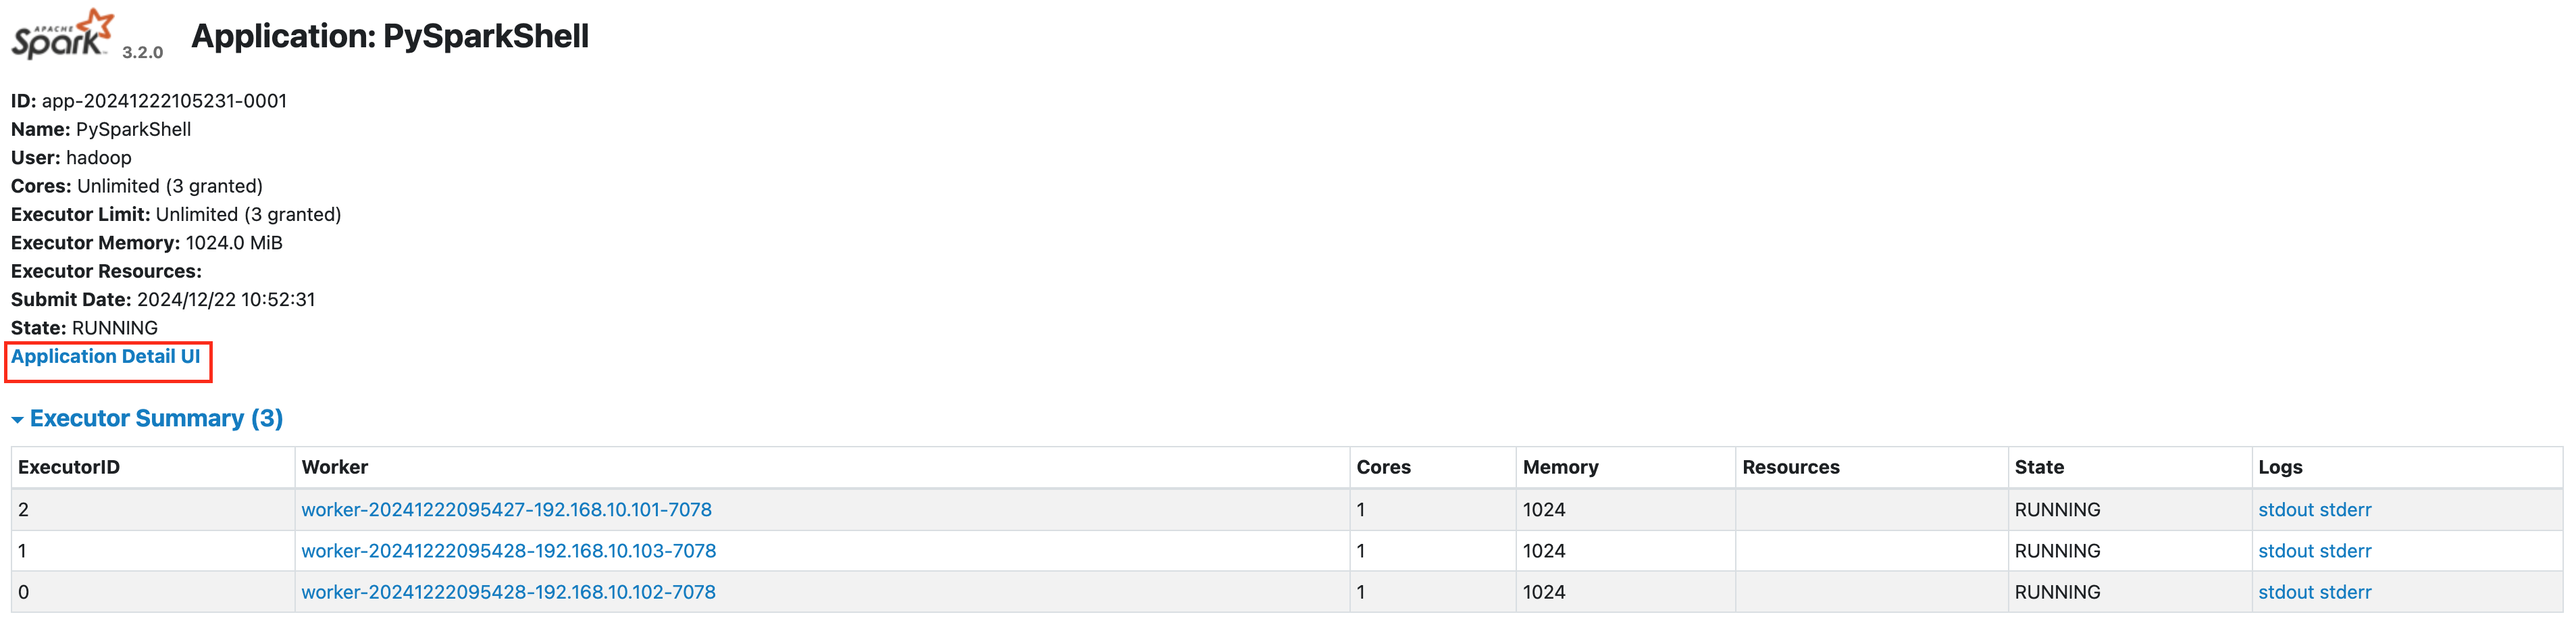 APACHE
Spark 3.2.0 Application: PySparkShell
ID: app-20241222105231-0001
Name: PySparkShell
User: hadoop
Cores: Unlimited (3 granted)
Executor Limit: Unlimited (3 granted)
Executor Memory: 1024.0 MiB
Executor Resources:
Submit Date: 2024/12/22 10:52:31
State: RUNNING
Application Detail UI
Executor Summary (3)
ExecutorID Worker Cores Memory Resources State Logs
2 worker-20241222095427-192.168.10.101-7078 1 1024 RUNNING stdout stderr
1 worker-20241222095428-192.168.10.103-7078 1 1024 RUNNING stdout stderr
0 worker-20241222095428-192.168.10.102-7078 1 1024 RUNNING stdout stderr